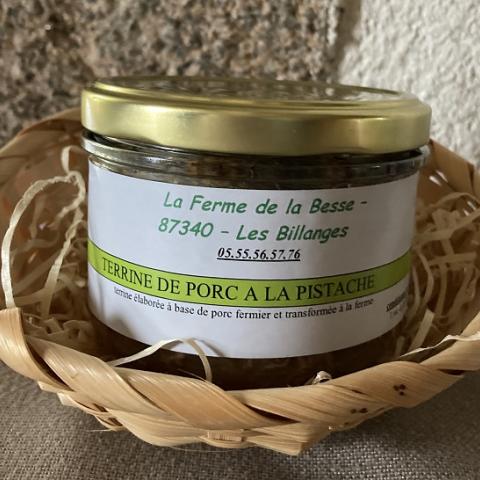 La Ferme de la Besse -
87340 - Les Billanges
05.55.56.57.76
TERRINE DE PORC A LA PISTACHE
terrine élaborée à base de porc fermier et transformée à la ferme